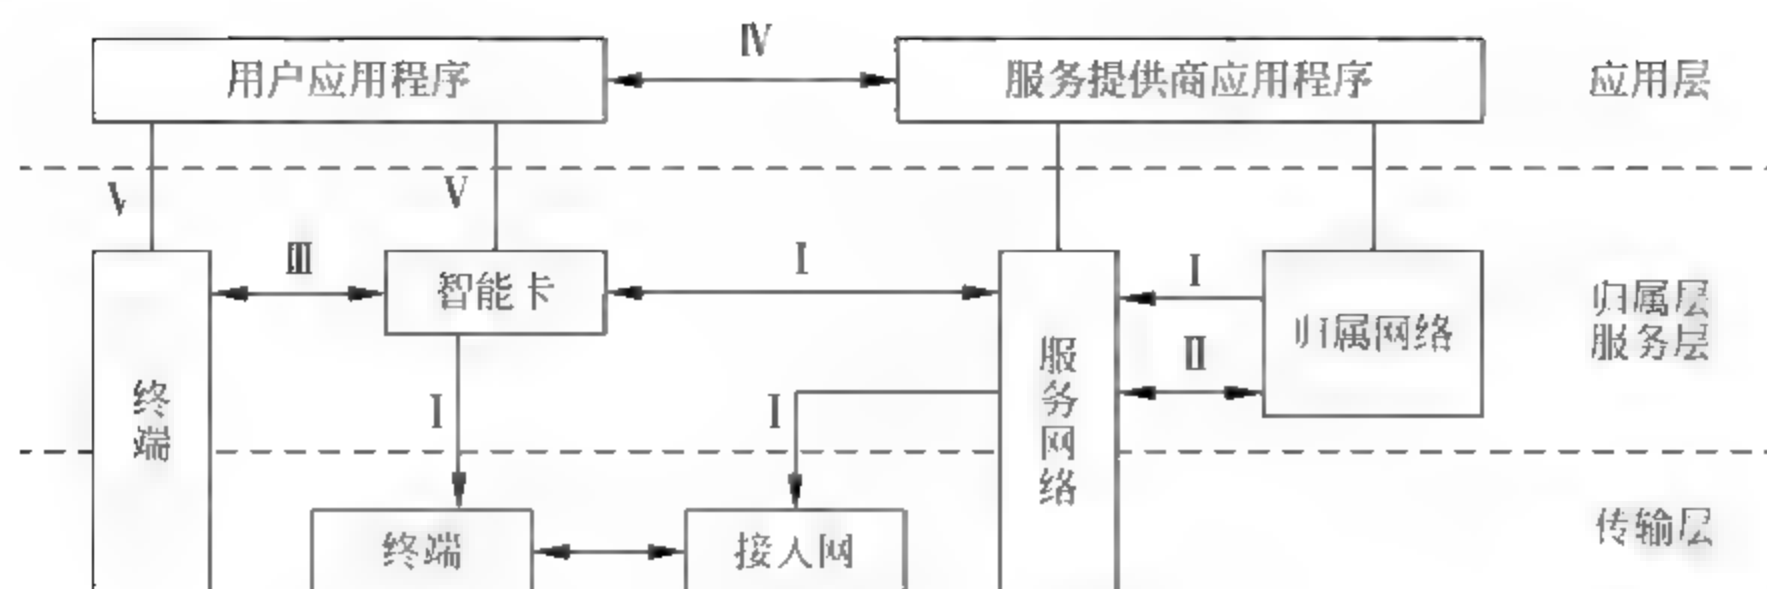 Ⅳ
用户应用程序
服务提供商应用程序
应用层
Ⅴ
Ⅴ
Ⅲ
智能卡
Ⅰ
Ⅰ
归属层
服务层
归属网络
Ⅱ
服务网络
终端
Ⅰ
Ⅰ
传输层
终端
接入网